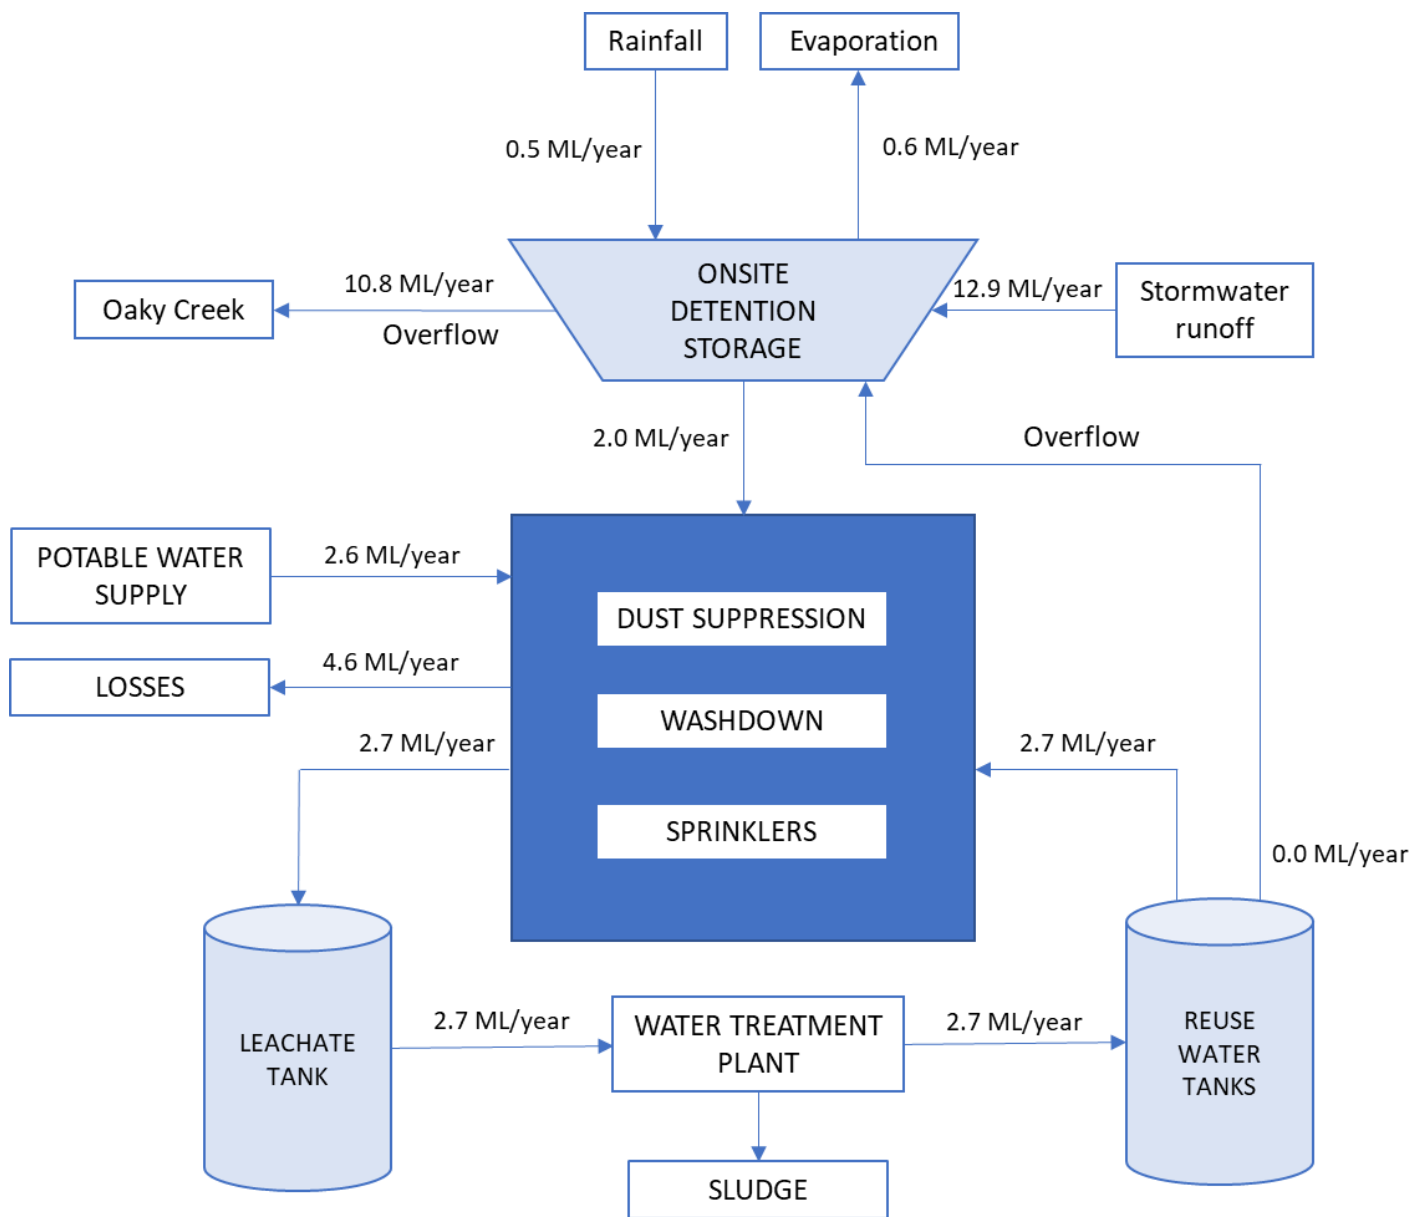 Rainfall
Evaporation
0.5 ML/year
0.6 ML/year
ONSITE
DETENTION
STORAGE
10.8 ML/year
Oaky Creek
Overflow
12.9 ML/year
Stormwater
runoff
2.0 ML/year
Overflow
POTABLE WATER
SUPPLY
2.6 ML/year
DUST SUPPRESSION
4.6 ML/year
LOSSES
WASHDOWN
2.7 ML/year
2.7 ML/year
SPRINKLERS
0.0 ML/year
LEACHATE
TANK
2.7 ML/year
WATER TREATMENT
PLANT
2.7 ML/year
REUSE
WATER
TANKS
SLUDGE